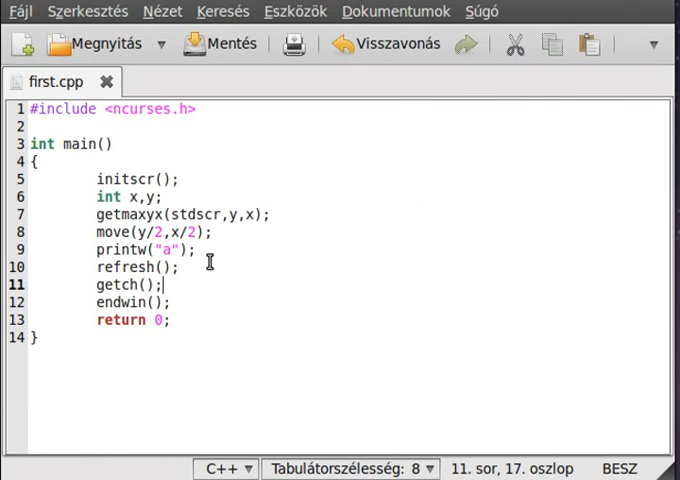 Fájl Szerkesztés Nézet Keresés Eszközök Dokumentumok Súgó
Megnyitás Mentés Visszavonás
first.cpp
1 #include <ncurses.h>
2
3 int main()
4 {
5 initscr();
6 int x,y;
7 getmaxyx(stdscr,y,x);
8 move(y/2,x/2);
9 printw("a");
10 refresh();
11 getch();
12 endwin();
13 return 0;
14 }
C++ Tabulátorszélesség: 8 11. sor, 17. oszlop BESZ